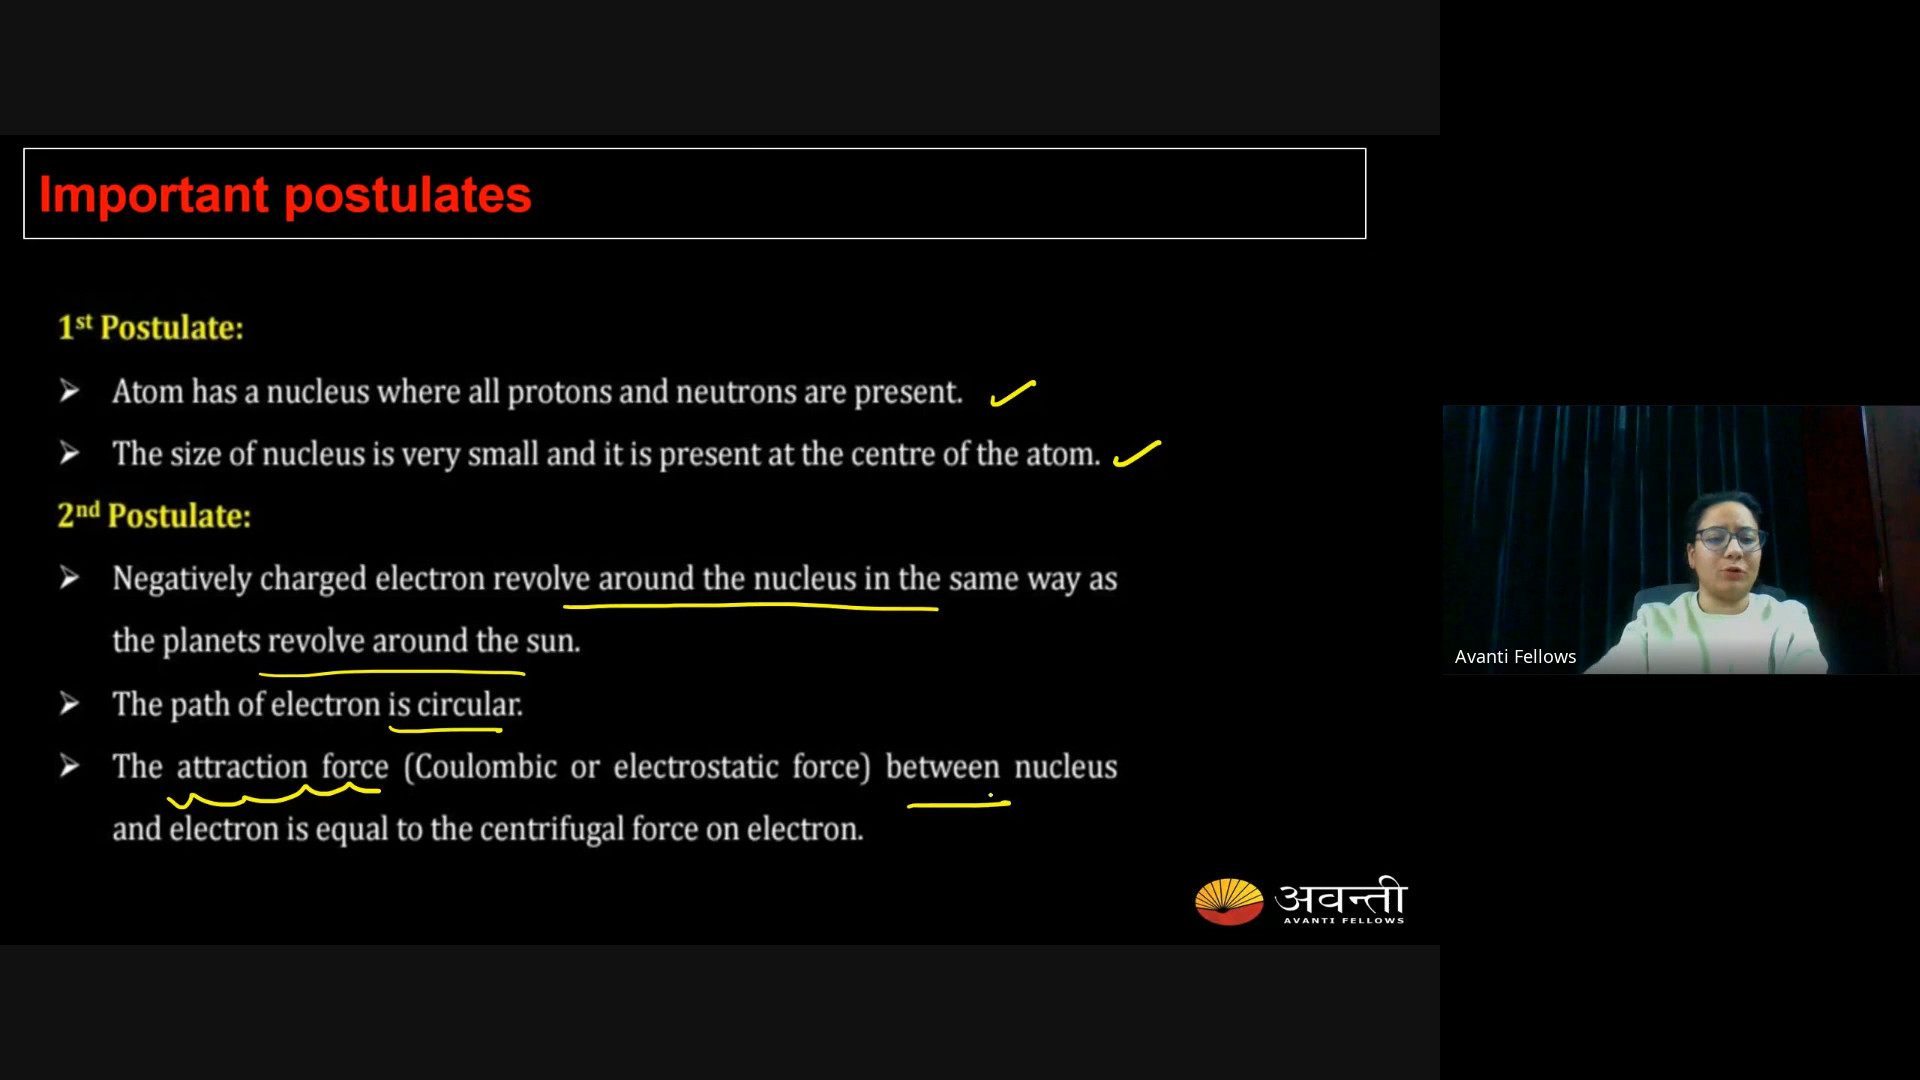 Important postulates
1st Postulate:
➢ Atom has a nucleus where all protons and neutrons are present.
➢ The size of nucleus is very small and it is present at the centre of the atom.
2nd Postulate:
➢ Negatively charged electron revolve around the nucleus in the same way as
the planets revolve around the sun.
➢ The path of electron is circular.
➢ The attraction force (Coulombic or electrostatic force) between nucleus
and electron is equal to the centrifugal force on electron.
अवन्ती
AVANTI FELLOWS
Avanti Fellows